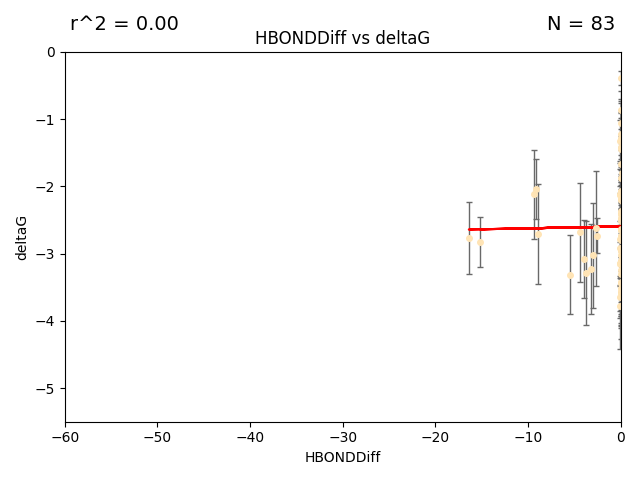 r^2 = 0.00
N = 83
HBONDDiff vs deltaG
0
−1
−2
−3
−4
−5
deltaG
−60
−50
−40
−30
−20
−10
0
HBONDDiff